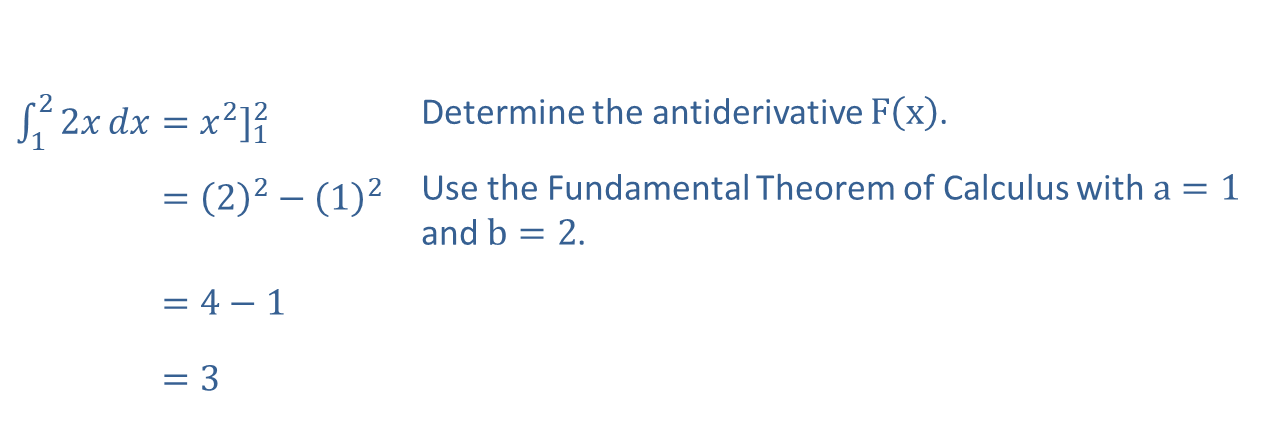 ∫₁² 2x dx = x²]₁² Determine the antiderivative F(x).
= (2)² − (1)² Use the Fundamental Theorem of Calculus with a = 1
and b = 2.
= 4 − 1
= 3